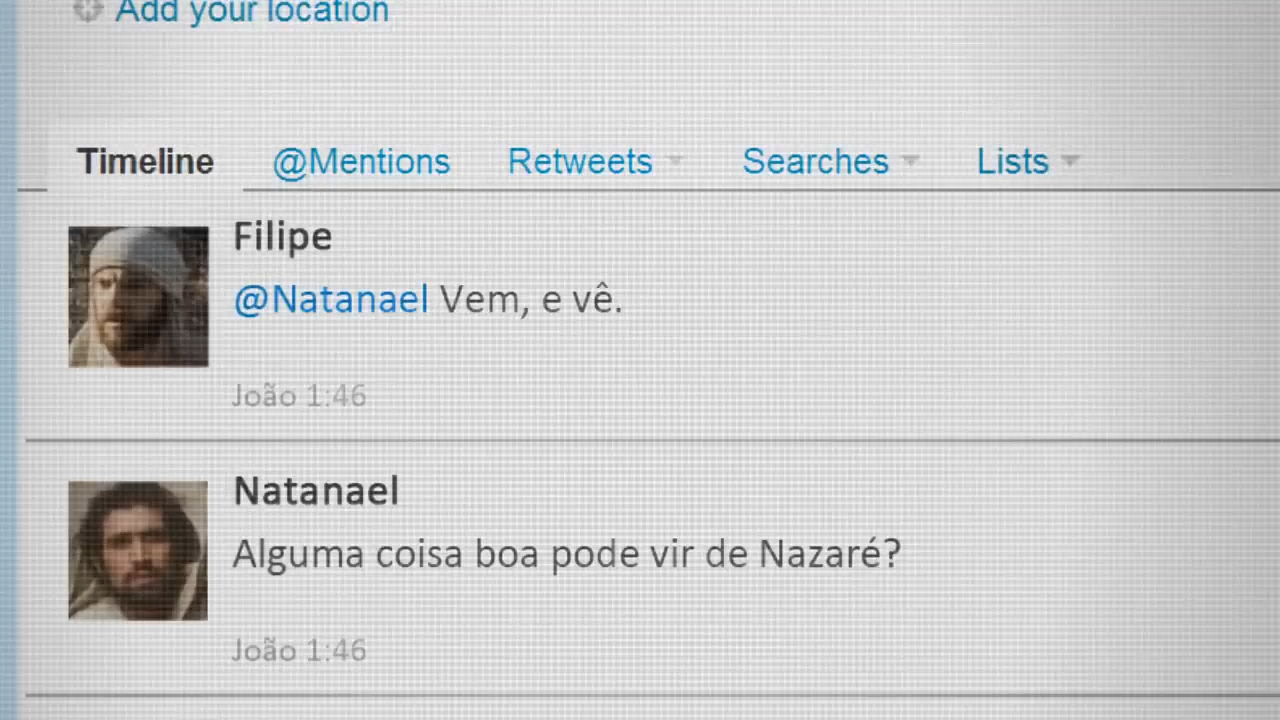 Add your location
Timeline @Mentions Retweets Searches Lists
Filipe
@Natanael Vem, e vê.
João 1:46
Natanael
Alguma coisa boa pode vir de Nazaré?
João 1:46